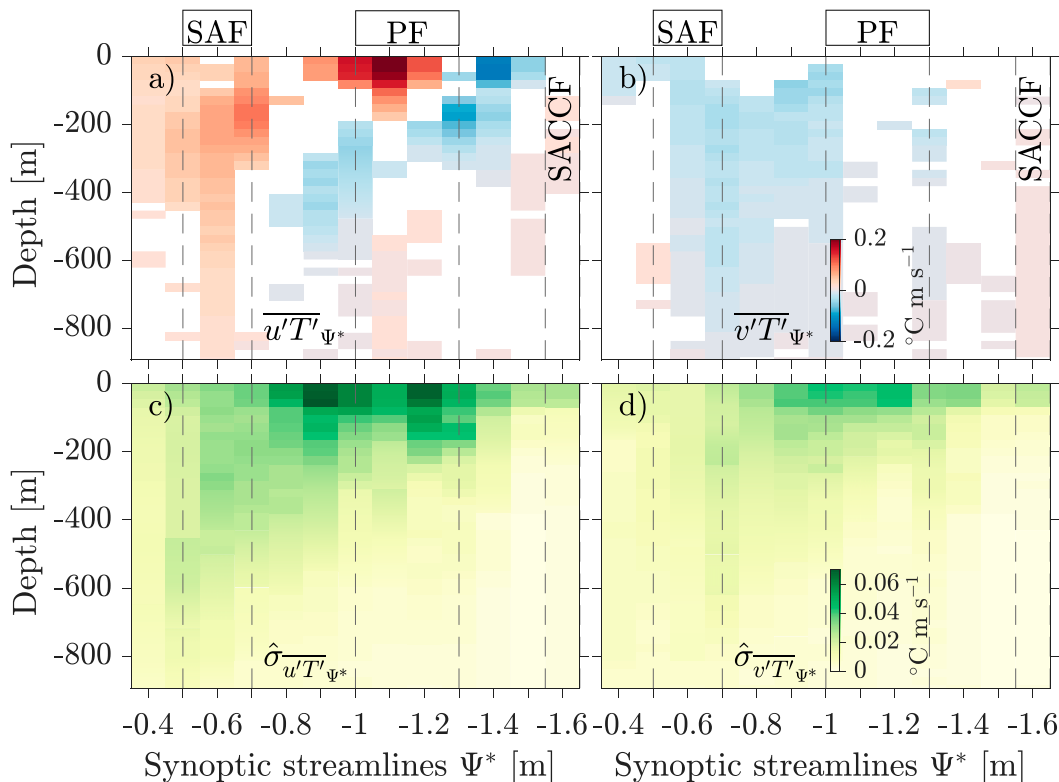 SAF PF SAF PF
0
a) b)
SACCF SACCF
-200
-400
-600
-800
Depth [m]
u'T'Ψ* v'T'Ψ*
0.2
0
-0.2
°C m s⁻¹
0
c) d)
-200
-400
-600
-800
Depth [m]
σ̂u'T'Ψ* σ̂v'T'Ψ*
0.06
0.04
0.02
0
°C m s⁻¹
-0.4 -0.6 -0.8 -1 -1.2 -1.4 -0.4 -0.6 -0.8 -1 -1.2 -1.4 -1.6
Synoptic streamlines Ψ* [m] Synoptic streamlines Ψ* [m]